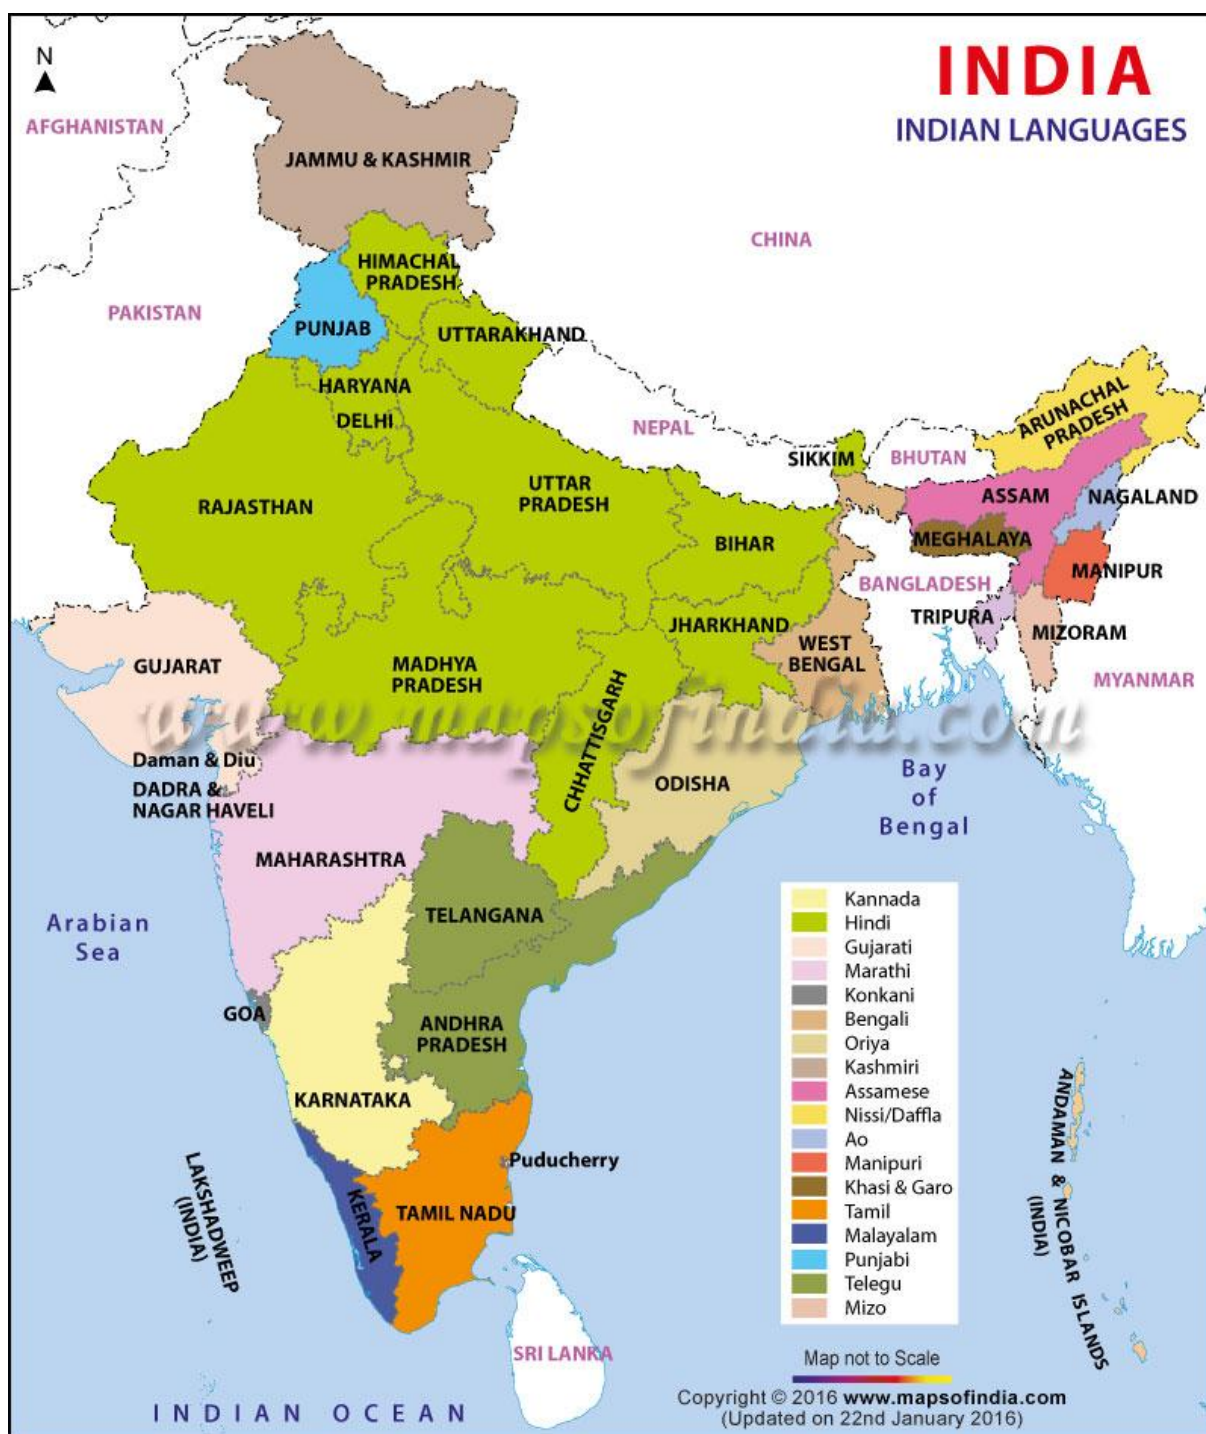 INDIA
INDIAN LANGUAGES
N
AFGHANISTAN
JAMMU & KASHMIR
CHINA
HIMACHAL
PRADESH
PAKISTAN
PUNJAB
UTTARAKHAND
HARYANA
DELHI
NEPAL
ARUNACHAL
PRADESH
SIKKIM
BHUTAN
RAJASTHAN
UTTAR
PRADESH
ASSAM
NAGALAND
BIHAR
MEGHALAYA
MANIPUR
BANGLADESH
TRIPURA
MIZORAM
JHARKHAND
WEST
BENGAL
GUJARAT
MADHYA
PRADESH
MYANMAR
www.mapsofindia.com
CHHATTISGARH
Daman & Diu
DADRA &
NAGAR HAVELI
ODISHA
Bay
of
Bengal
MAHARASHTRA
TELANGANA
Arabian
Sea
GOA
ANDHRA
PRADESH
KARNATAKA
Puducherry
LAKSHADWEEP
(INDIA)
KERALA
TAMIL NADU
ANDAMAN & NICOBAR ISLANDS
(INDIA)
SRI LANKA
INDIAN OCEAN
Kannada
Hindi
Gujarati
Marathi
Konkani
Bengali
Oriya
Kashmiri
Assamese
Nissi/Daffla
Ao
Manipuri
Khasi & Garo
Tamil
Malayalam
Punjabi
Telegu
Mizo
Map not to Scale
Copyright © 2016 www.mapsofindia.com
(Updated on 22nd January 2016)